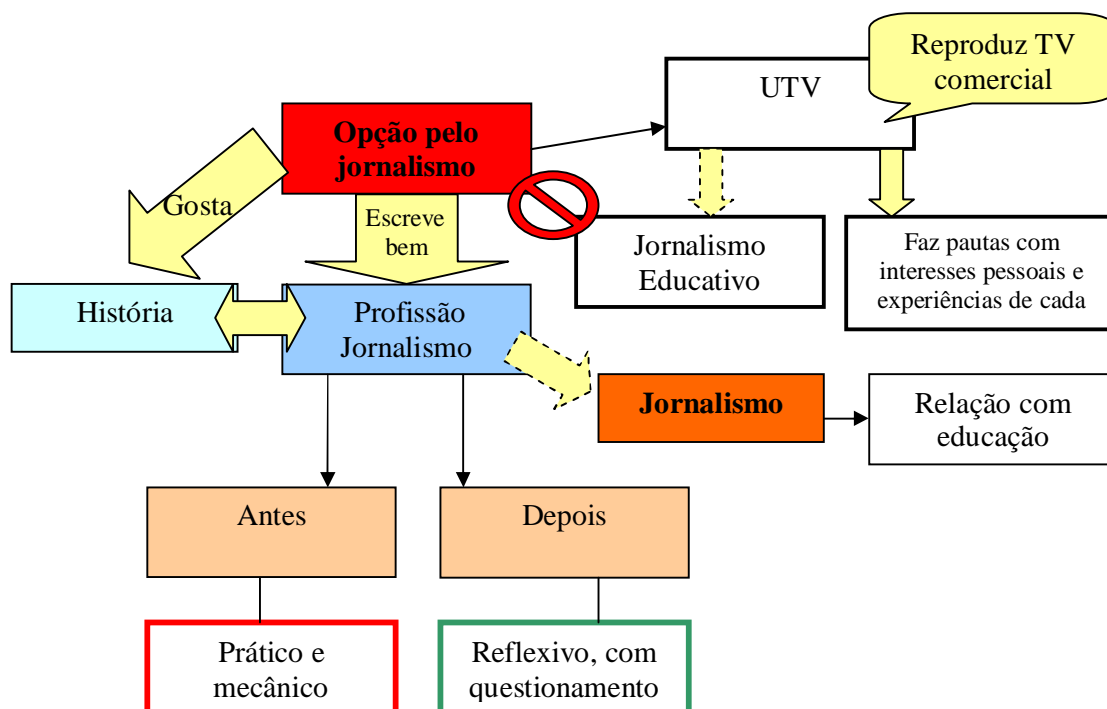 Reproduz TV
comercial
UTV
Opção pelo
jornalismo
Gosta
Escreve
bem
Jornalismo
Educativo
Faz pautas com
interesses pessoais e
experiências de cada
História
Profissão
Jornalismo
Jornalismo
Relação com
educação
Antes
Depois
Prático e
mecânico
Reflexivo, com
questionamento